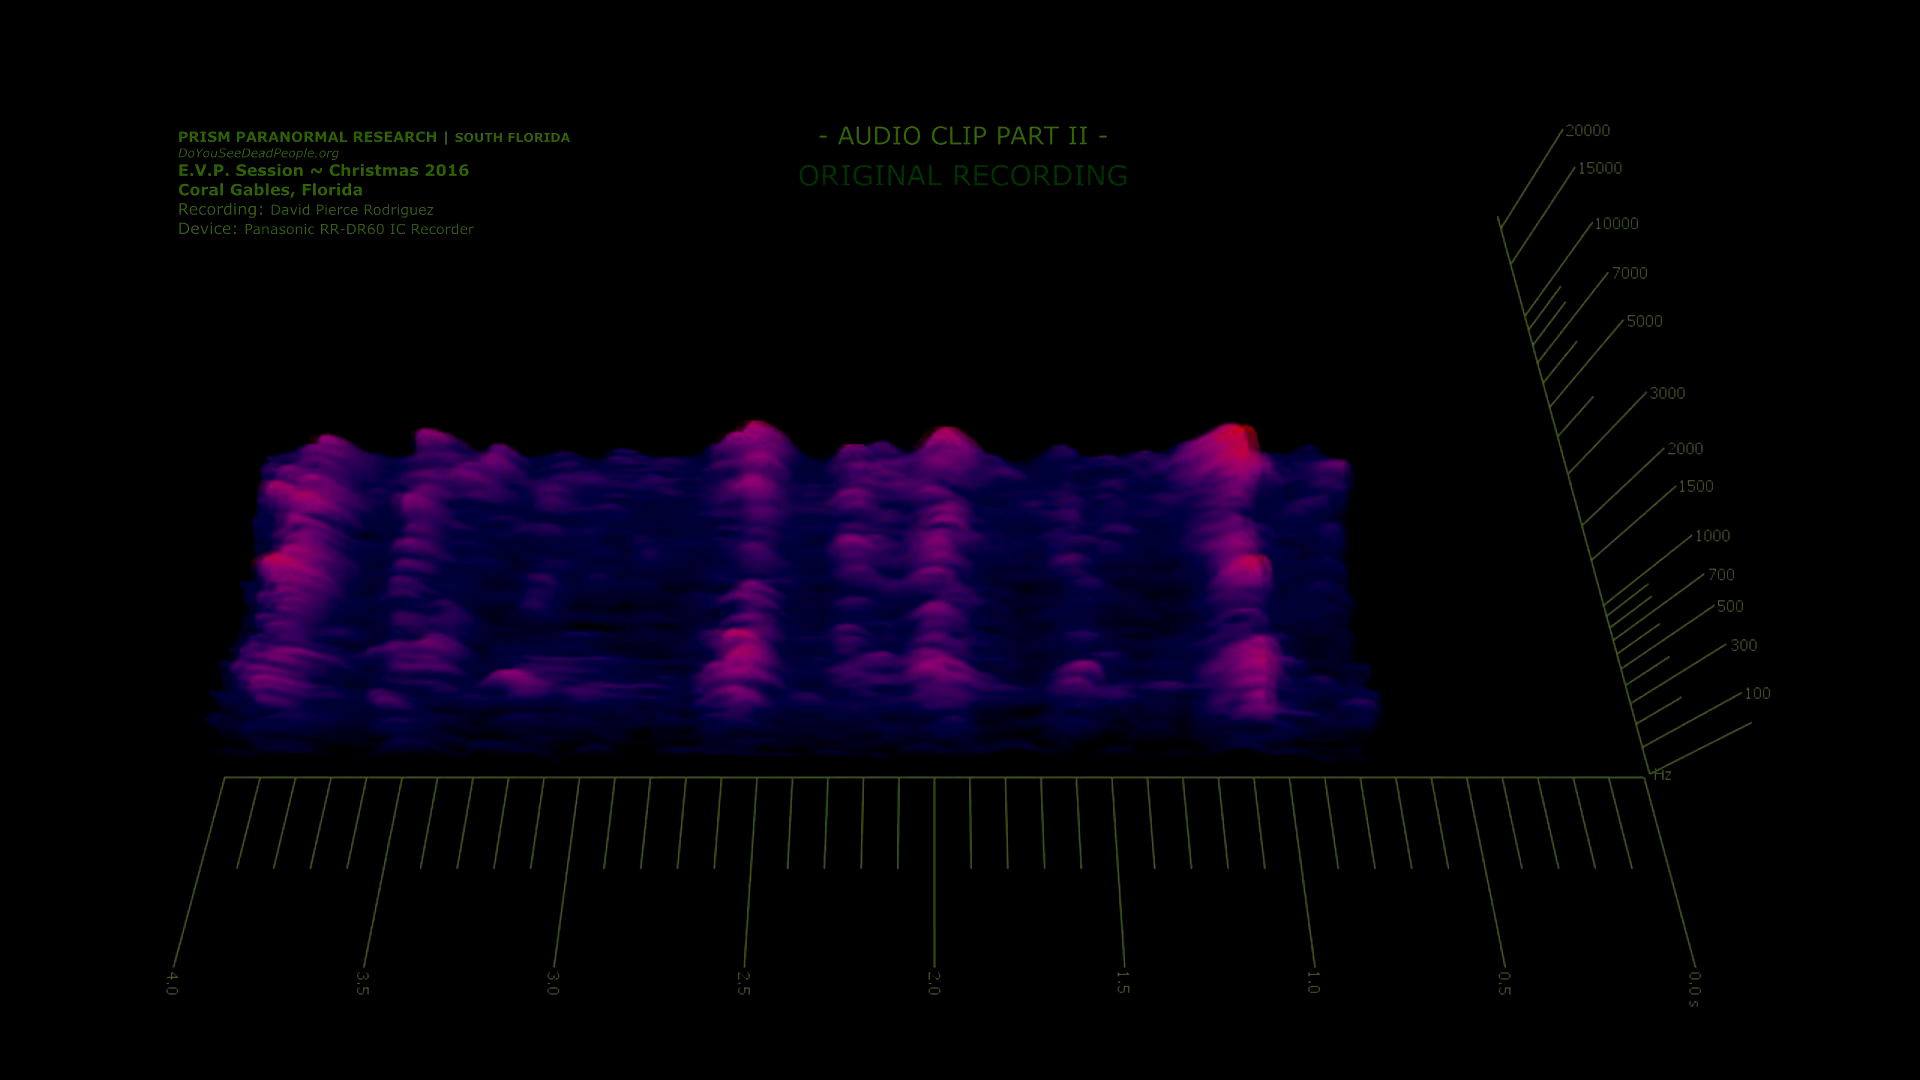 PRISM PARANORMAL RESEARCH | SOUTH FLORIDA
DoYouSeeDeadPeople.org
E.V.P. Session ~ Christmas 2016
Coral Gables, Florida
Recording: David Pierce Rodriguez
Device: Panasonic RR-DR60 IC Recorder
- AUDIO CLIP PART II -
ORIGINAL RECORDING
20000
15000
10000
7000
5000
3000
2000
1500
1000
700
500
300
100
Hz
4.0
3.5
3.0
2.5
2.0
1.5
1.0
0.5
0.0 s